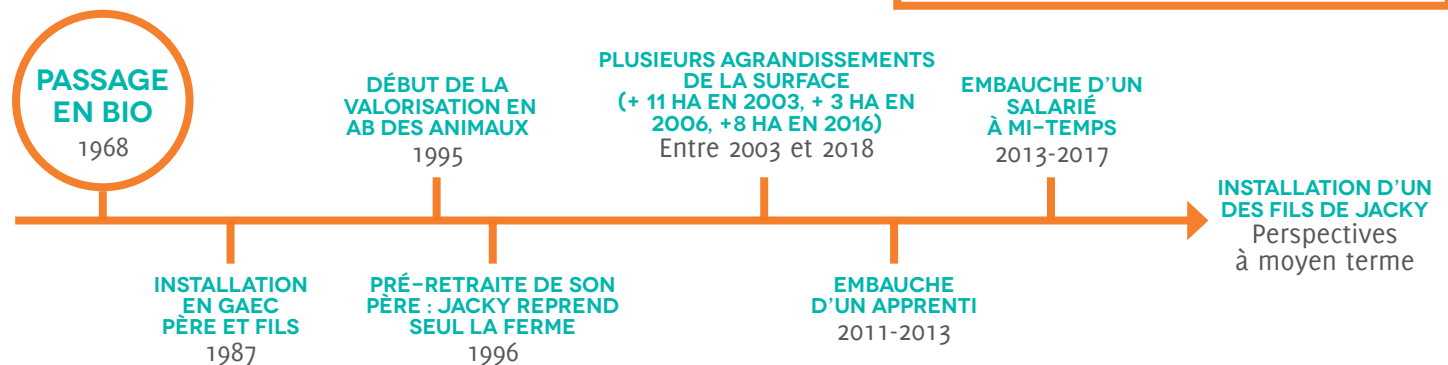 PASSAGE
EN BIO
1968
INSTALLATION
EN GAEC
PÈRE ET FILS
1987
DÉBUT DE LA
VALORISATION EN
AB DES ANIMAUX
1995
PRÉ-RETRAITE DE SON
PÈRE : JACKY REPREND
SEUL LA FERME
1996
PLUSIEURS AGRANDISSEMENTS
DE LA SURFACE
(+ 11 HA EN 2003, + 3 HA EN
2006, +8 HA EN 2016)
Entre 2003 et 2018
EMBAUCHE
D'UN APPRENTI
2011-2013
EMBAUCHE D'UN
SALARIÉ
À MI-TEMPS
2013-2017
INSTALLATION D'UN
DES FILS DE JACKY
Perspectives
à moyen terme